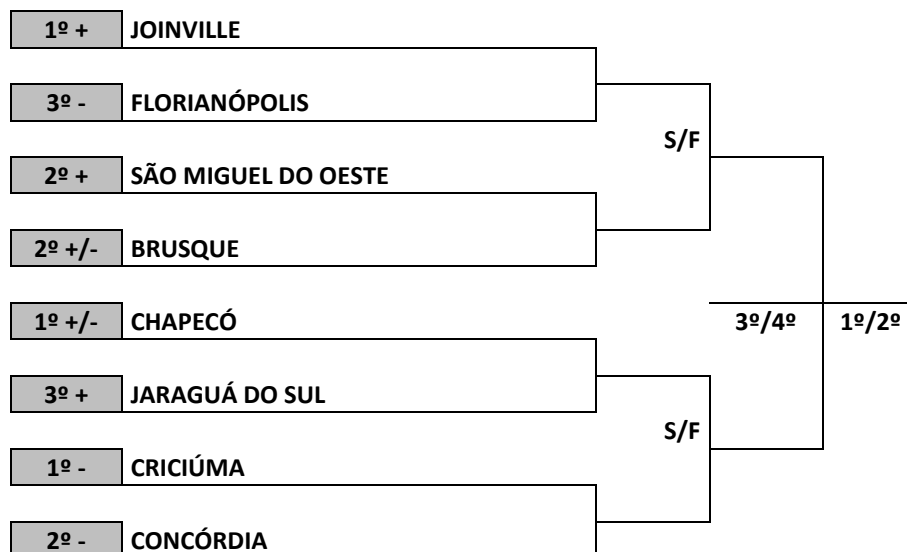 1º + JOINVILLE
3º - FLORIANÓPOLIS
S/F
2º + SÃO MIGUEL DO OESTE
2º +/- BRUSQUE
1º +/- CHAPECÓ 3º/4º 1º/2º
3º + JARAGUÁ DO SUL
S/F
1º - CRICIÚMA
2º - CONCÓRDIA